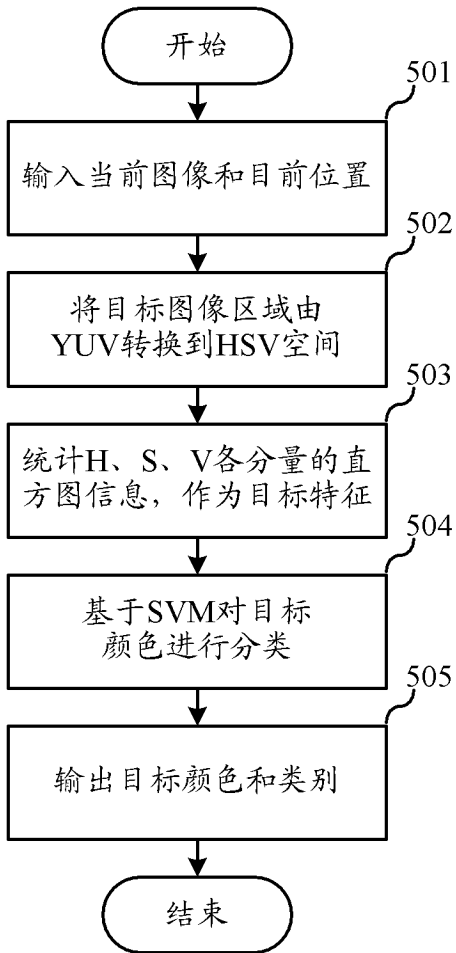 开始
501
输入当前图像和目前位置
502
将目标图像区域由
YUV转换到HSV空间
503
统计H、S、V各分量的直
方图信息，作为目标特征
504
基于SVM对目标
颜色进行分类
505
输出目标颜色和类别
结束